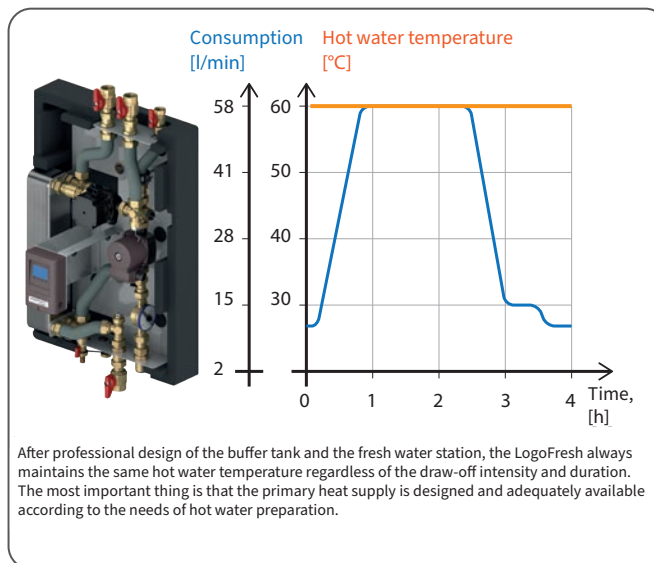 Consumption
[l/min]
Hot water temperature
[°C]
58
60
41
50
28
40
15
30
2
0
1
2
3
4
Time,
[h]
After professional design of the buffer tank and the fresh water station, the LogoFresh always
maintains the same hot water temperature regardless of the draw-off intensity and duration.
The most important thing is that the primary heat supply is designed and adequately available
according to the needs of hot water preparation.